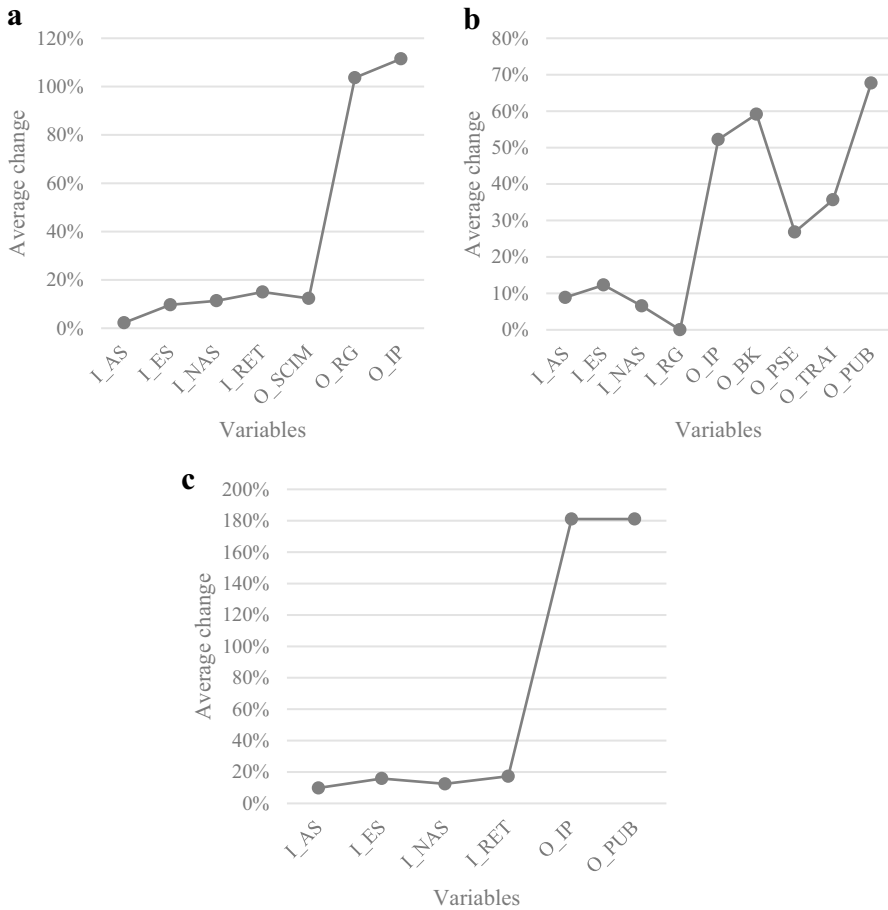 a
120%
100%
80%
60%
40%
20%
0%
Average change
I_AS
I_ES
I_NAS
I_RET
O_SCIM
O_RG
O_IP
Variables
b
80%
70%
60%
50%
40%
30%
20%
10%
0%
Average change
I_AS
I_ES
I_NAS
I_RG
O_IP
O_BK
O_PSE
O_TRAI
O_PUB
Variables
c
200%
180%
160%
140%
120%
100%
80%
60%
40%
20%
0%
Average change
I_AS
I_ES
I_NAS
I_RET
O_IP
O_PUB
Variables